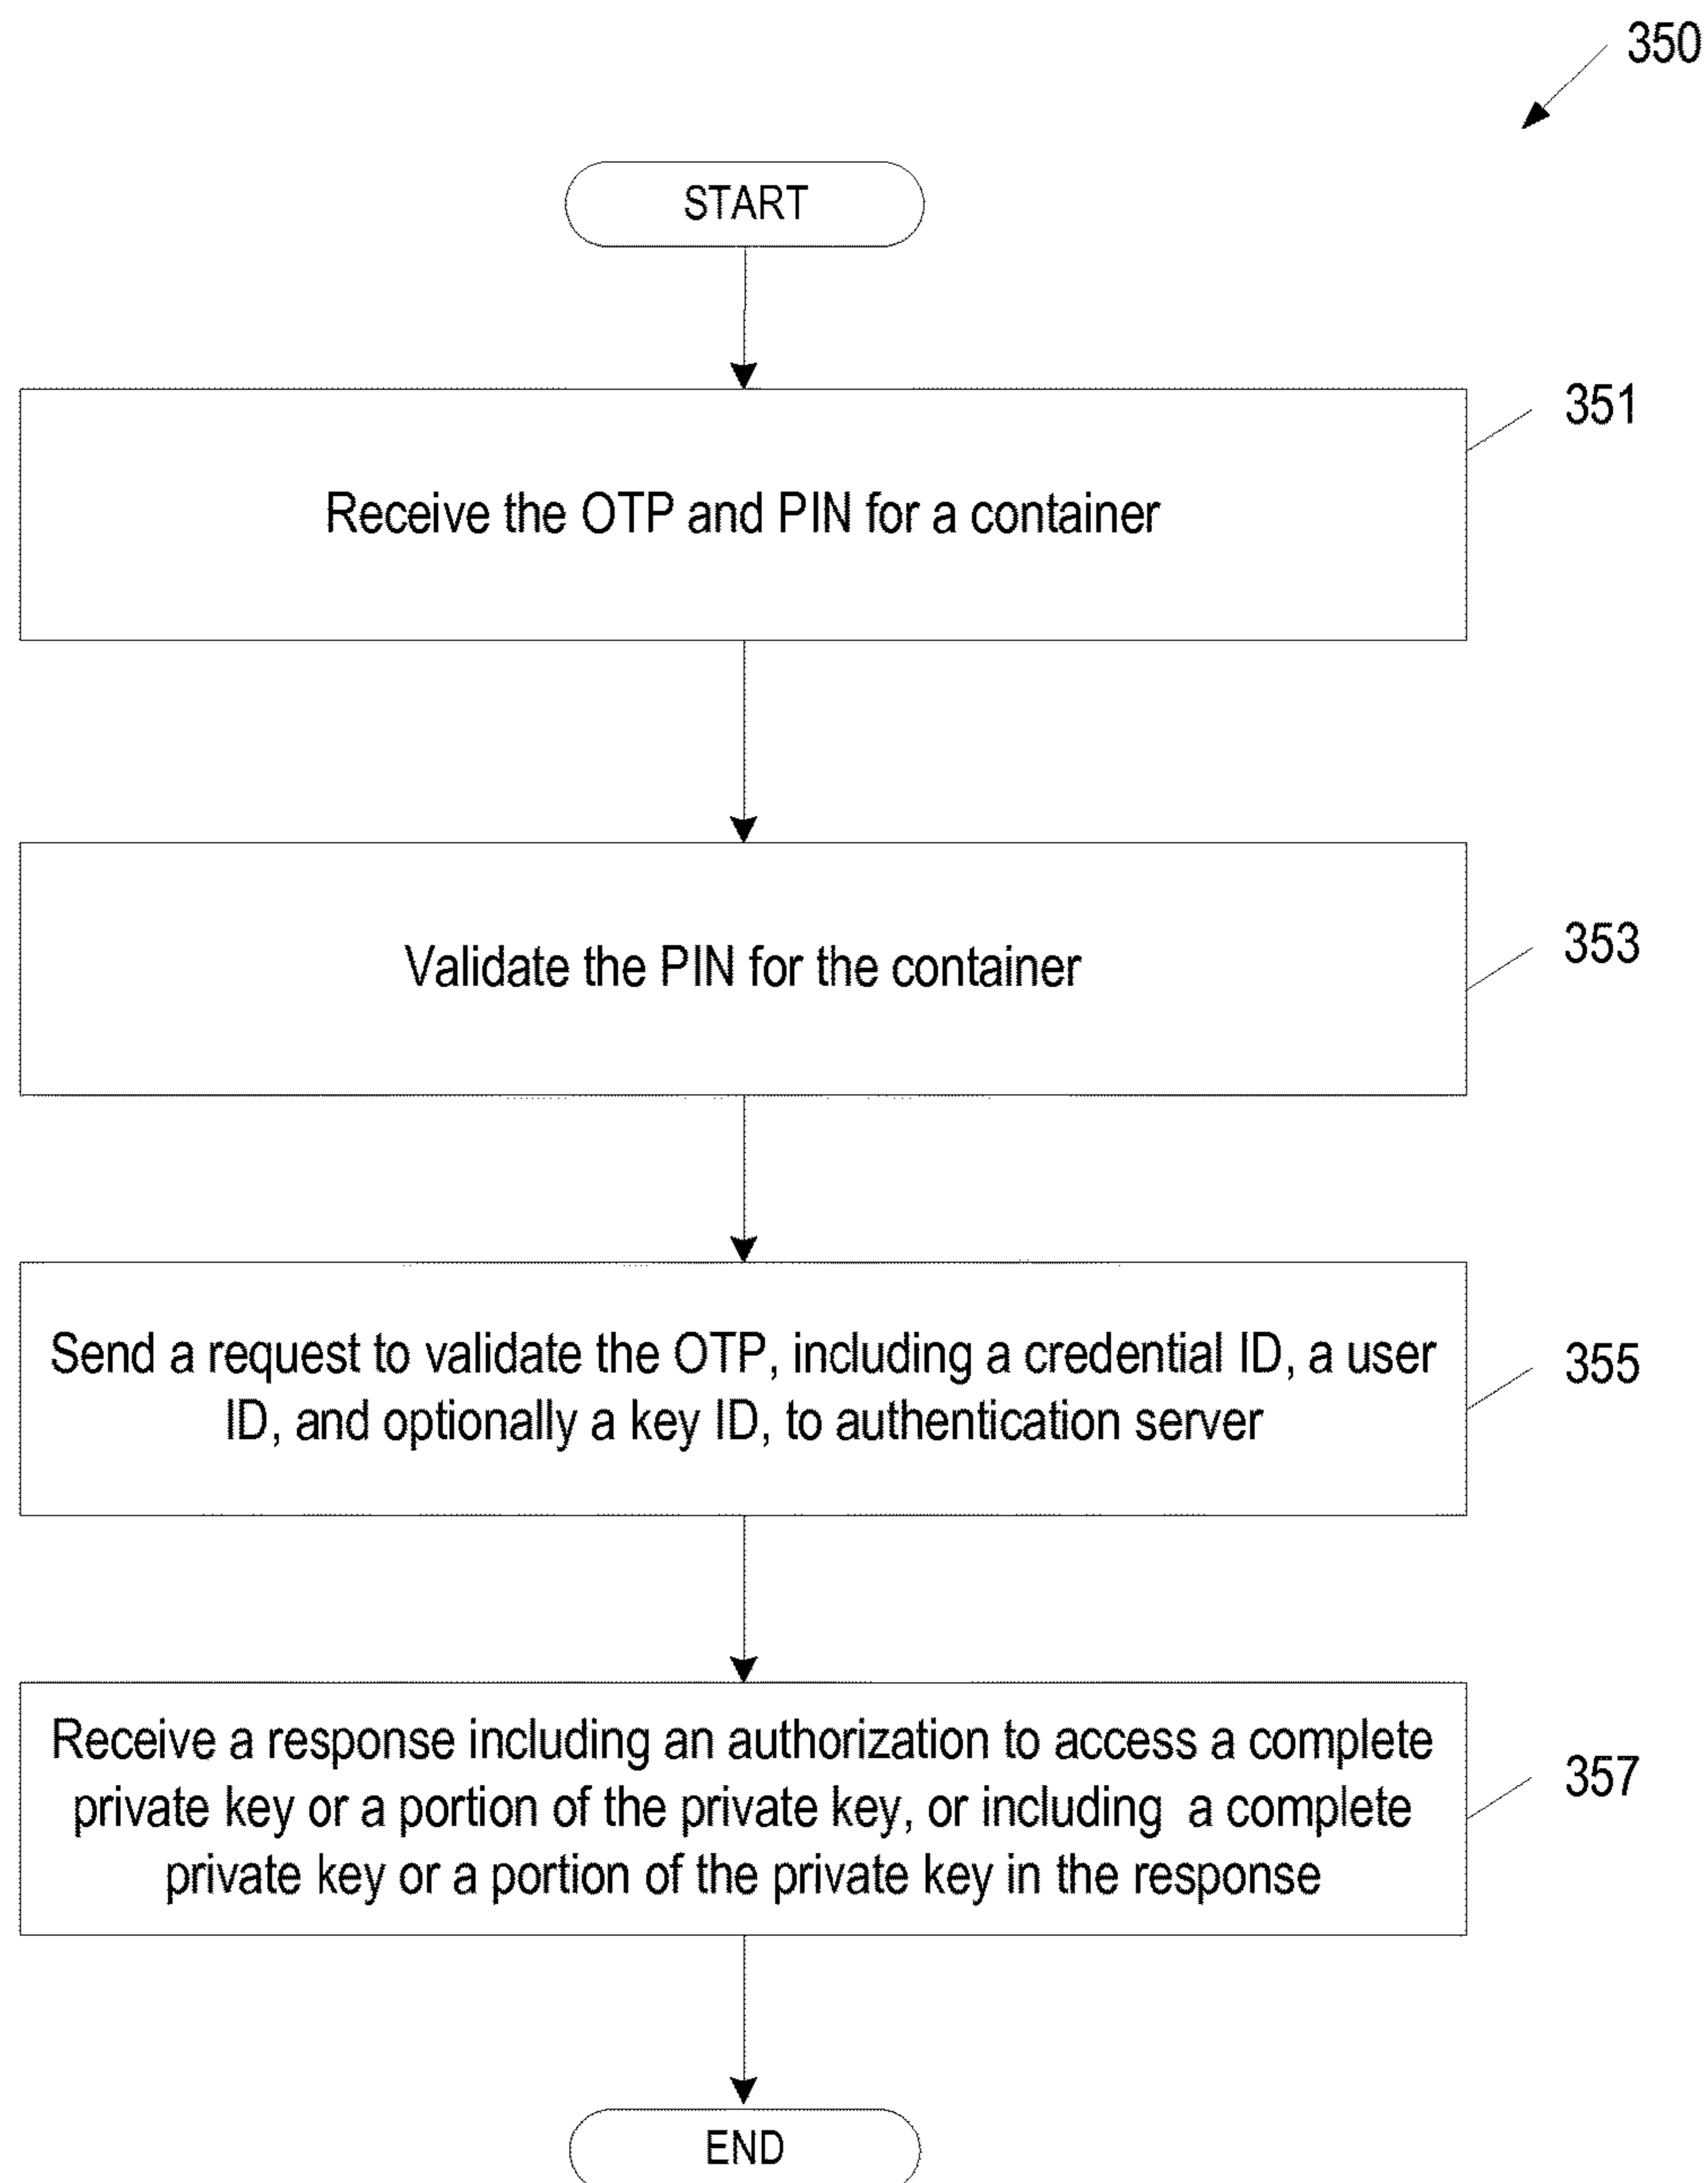 350
START
351
Receive the OTP and PIN for a container
353
Validate the PIN for the container
355
Send a request to validate the OTP, including a credential ID, a user
ID, and optionally a key ID, to authentication server
357
Receive a response including an authorization to access a complete
private key or a portion of the private key, or including a complete
private key or a portion of the private key in the response
END